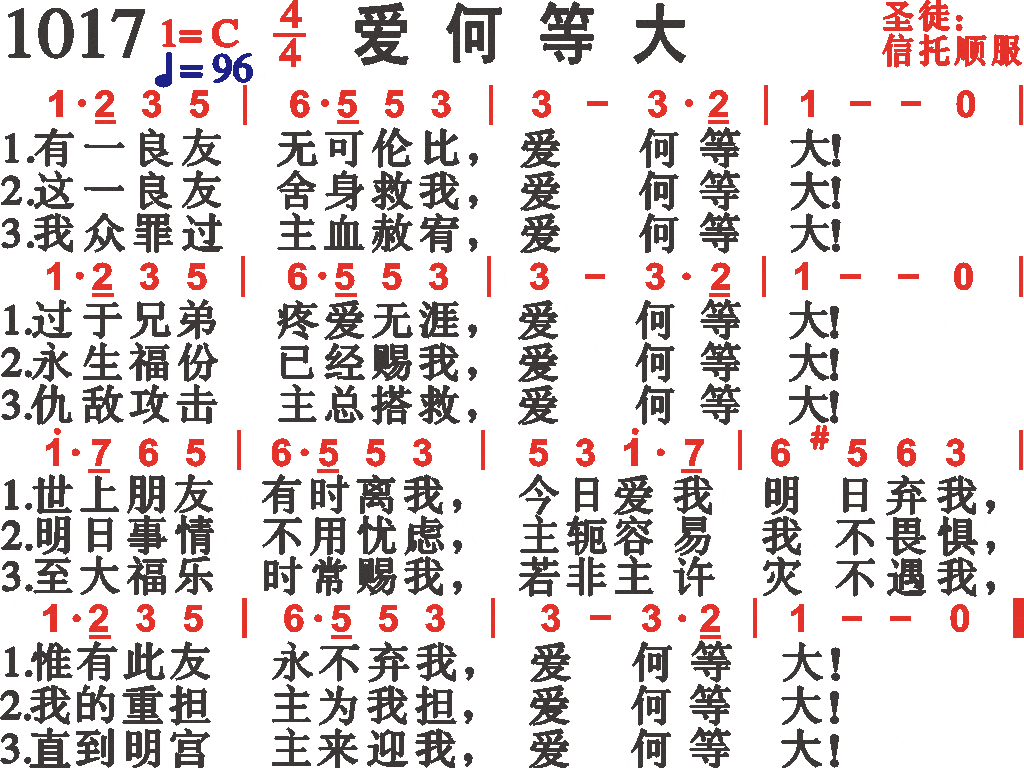 1017 1=C 4/4 爱何等大 圣徒：
♩=96 信托顺服
1·2 3 5 | 6·5 5 3 | 3 － 3·2 | 1 － － 0 |
1.有一良友 无可伦比，爱 何等 大!
2.这一良友 舍身救我，爱 何等 大!
3.我众罪过 主血赦宥，爱 何等 大!
1·2 3 5 | 6·5 5 3 | 3 － 3·2 | 1 － － 0 |
1.过于兄弟 疼爱无涯，爱 何等 大!
2.永生福份 已经赐我，爱 何等 大!
3.仇敌攻击 主总搭救，爱 何等 大!
i·7 6 5 | 6·5 5 3 | 5 3 i·7 | 6 #5 6 3 |
1.世上朋友 有时离我，今日爱我 明日弃我，
2.明日事情 不用忧虑，主轭容易 我不畏惧，
3.至大福乐 时常赐我，若非主许 灾不遇我，
1·2 3 5 | 6·5 5 3 | 3 － 3·2 | 1 － － 0
1.惟有此友 永不弃我，爱 何等 大!
2.我的重担 主为我担，爱 何等 大!
3.直到明宫 主来迎我，爱 何等 大!